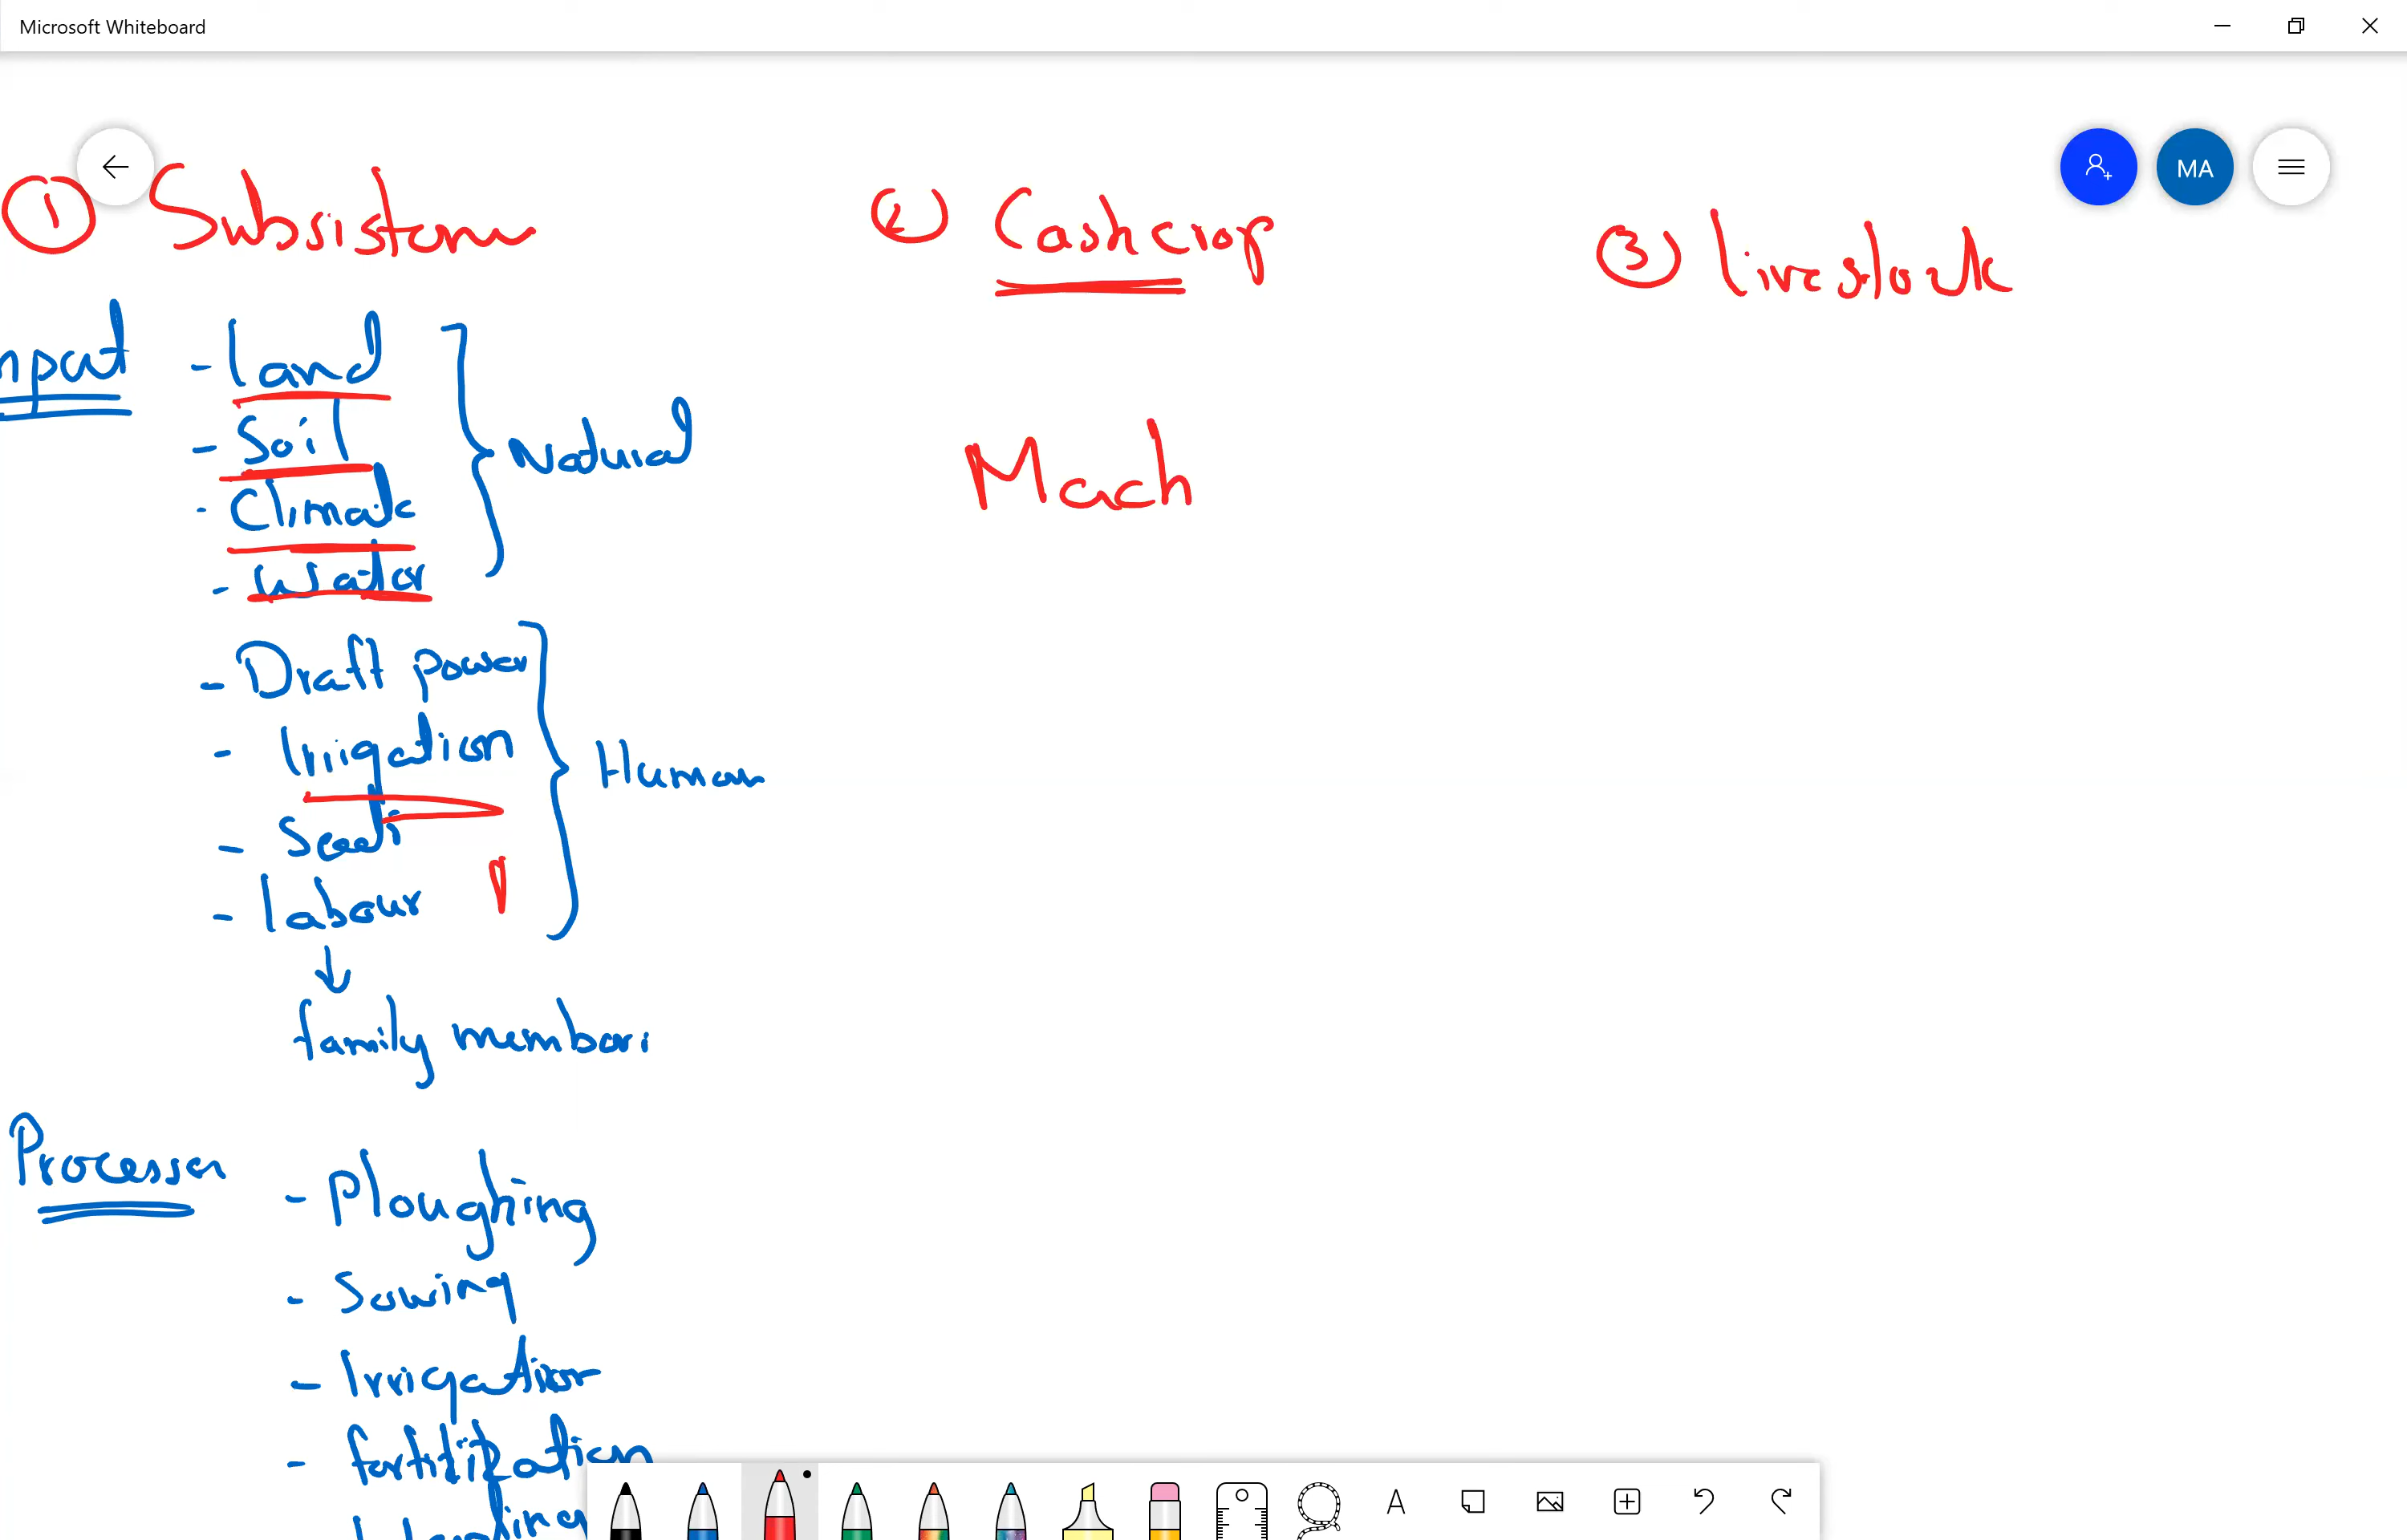 Microsoft Whiteboard
MA
① Subsistence
② Cashcrop
③ livestock
nput
- land
- Soil
- Climate
- Water
Natural
Mach
- Draft power
- Irrigation
- Seeds
- labour
Human
family members
Processes
- Ploughing
- Sowing
- Irrigation
- fertilization
A